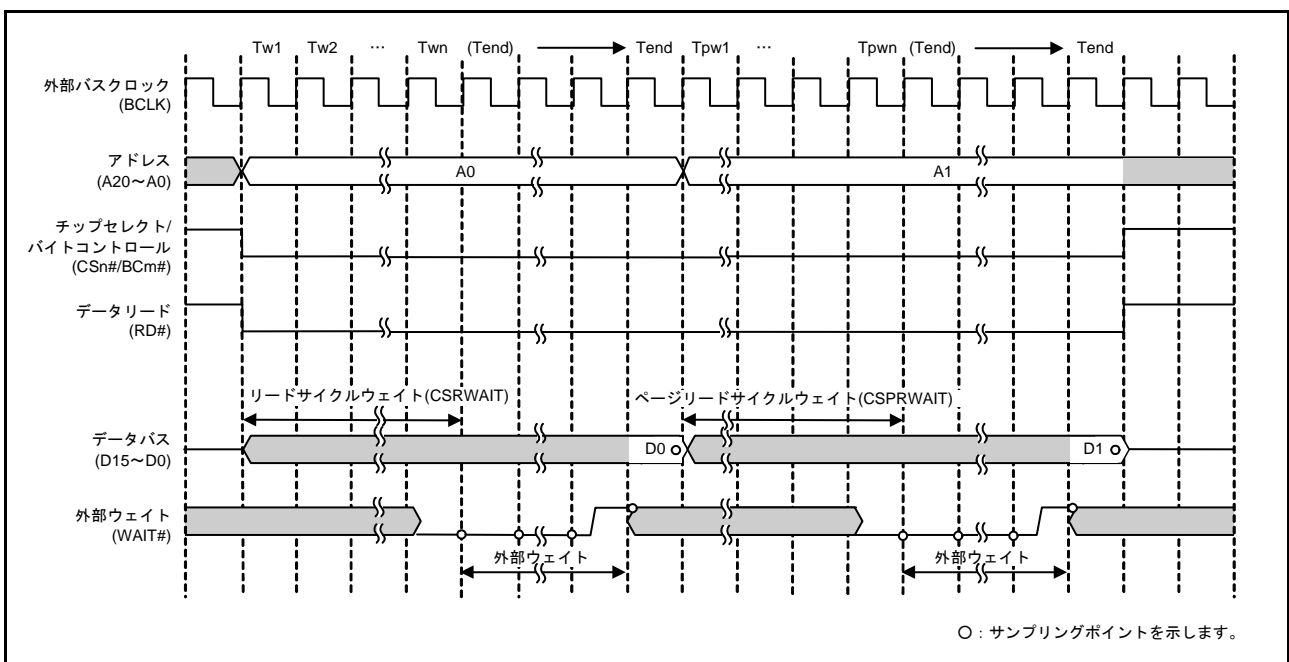 Tw1 Tw2 … Twn (Tend) Tend Tpw1 … Tpwn (Tend) Tend
外部バスクロック
(BCLK)
アドレス
(A20～A0)
A0 A1
チップセレクト/
バイトコントロール
(CSn#/BCm#)
データリード
(RD#)
リードサイクルウェイト(CSRWAIT) ページリードサイクルウェイト(CSPRWAIT)
データバス
(D15～D0)
D0 D1
外部ウェイト
(WAIT#)
外部ウェイト 外部ウェイト
○：サンプリングポイントを示します。